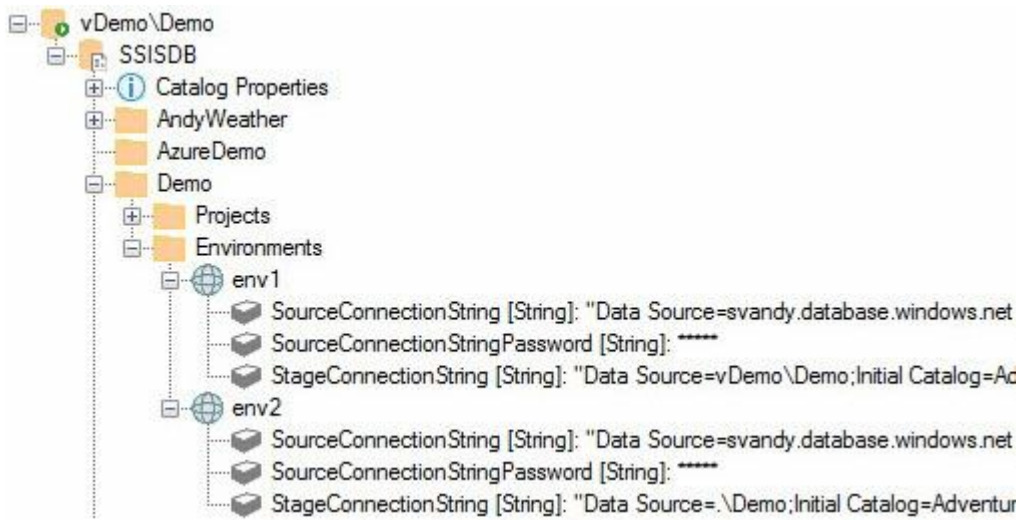 vDemo\Demo
SSISDB
Catalog Properties
AndyWeather
AzureDemo
Demo
Projects
Environments
env1
SourceConnectionString [String]: "Data Source=svandy.database.windows.net
SourceConnectionStringPassword [String]: *****
StageConnectionString [String]: "Data Source=vDemo\Demo;Initial Catalog=Ad
env2
SourceConnectionString [String]: "Data Source=svandy.database.windows.net
SourceConnectionStringPassword [String]: *****
StageConnectionString [String]: "Data Source=.\Demo;Initial Catalog=Adventur